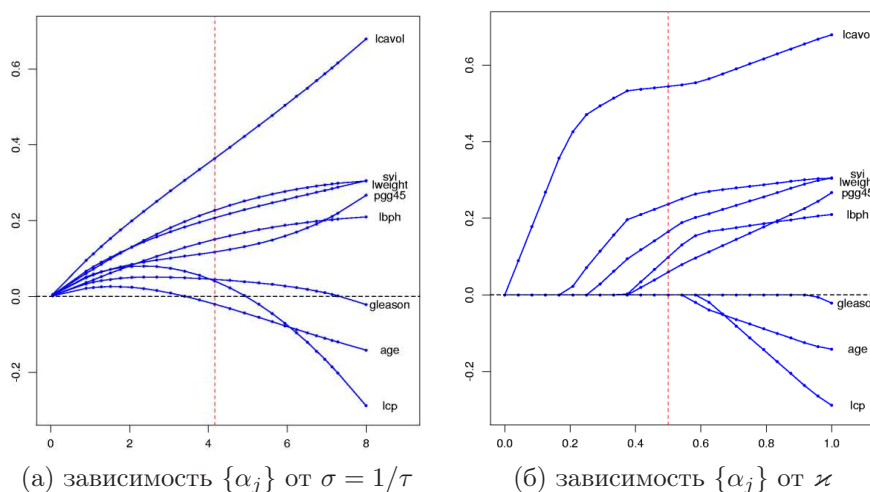 0.6
0.4
0.2
0.0
-0.2
lcavol
svi
lweight
pgg45
lbph
gleason
age
lcp
0 2 4 6 8
(а) зависимость {αj} от σ = 1/τ
0.6
0.4
0.2
0.0
-0.2
lcavol
svi
lweight
pgg45
lbph
gleason
age
lcp
0.0 0.2 0.4 0.6 0.8 1.0
(б) зависимость {αj} от ϰ